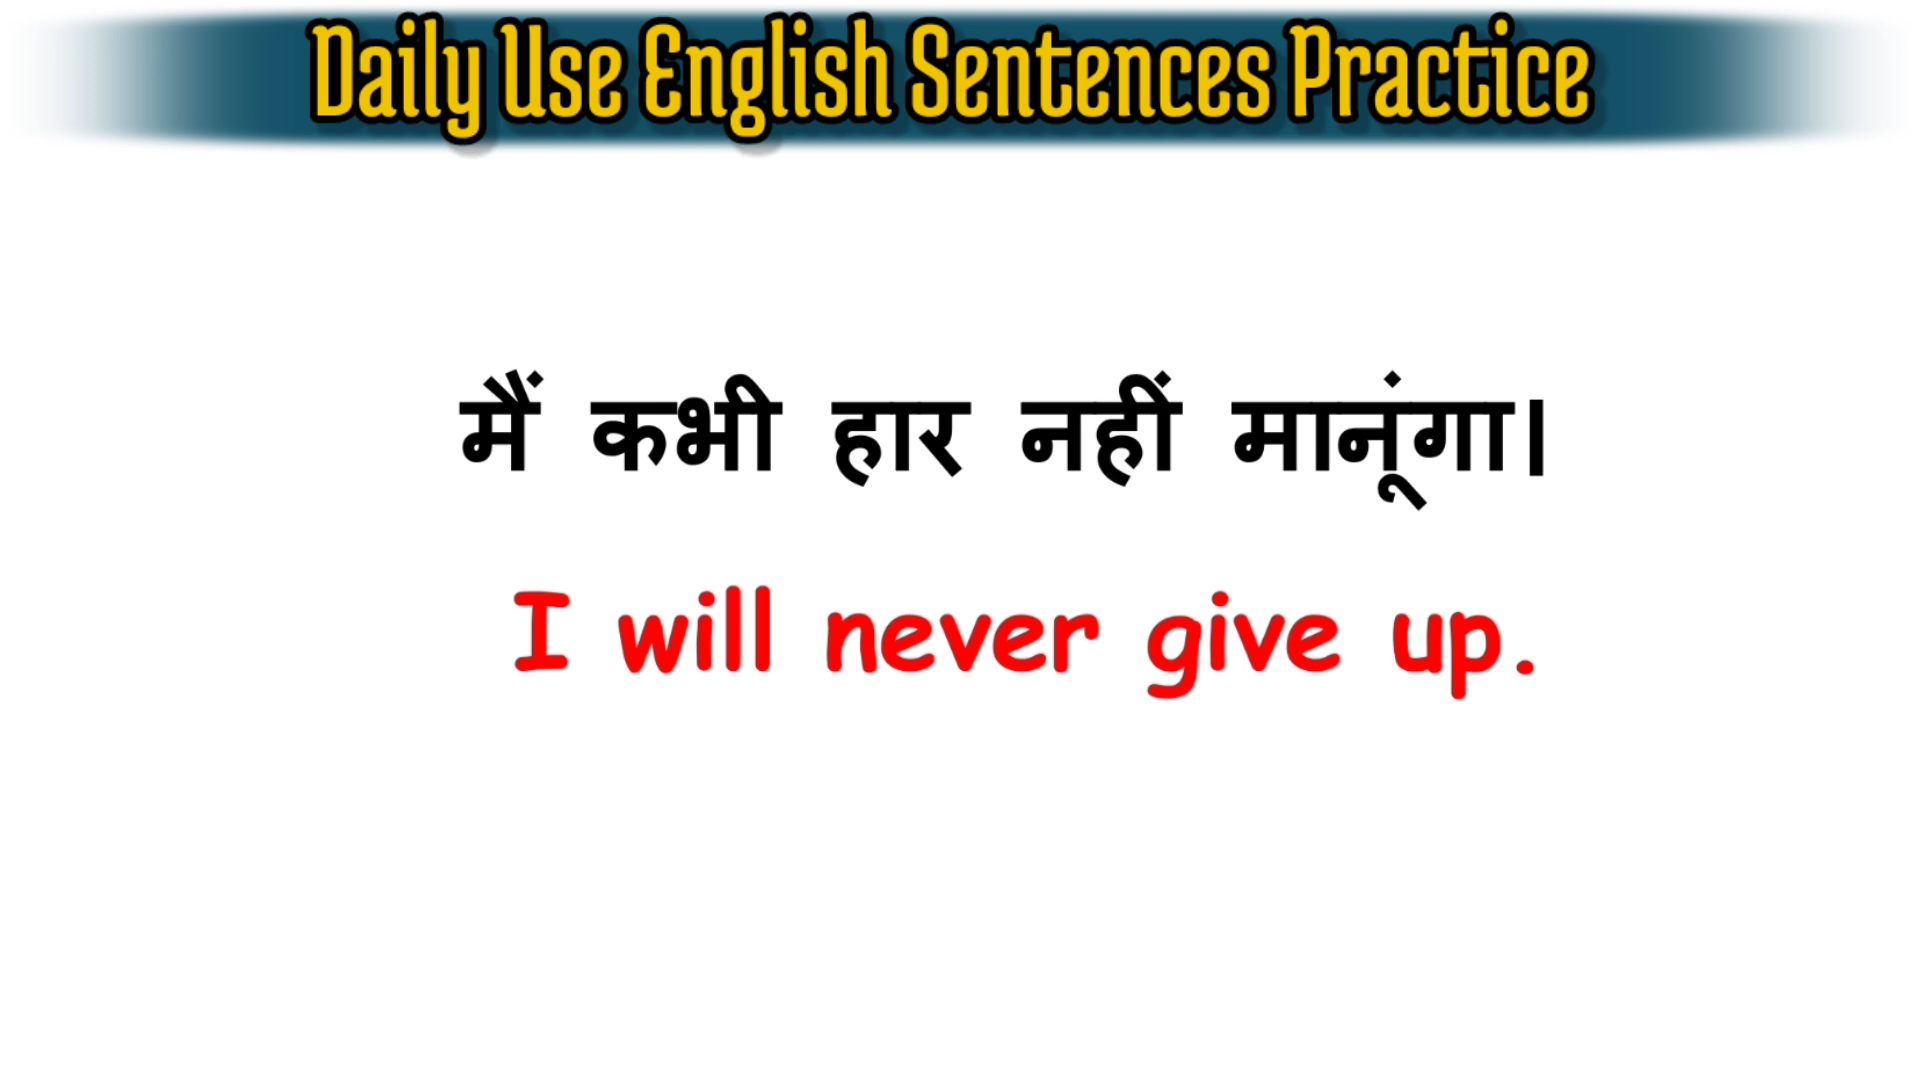 Daily Use English Sentences Practice
मैं कभी हार नहीं मानूंगा।
I will never give up.